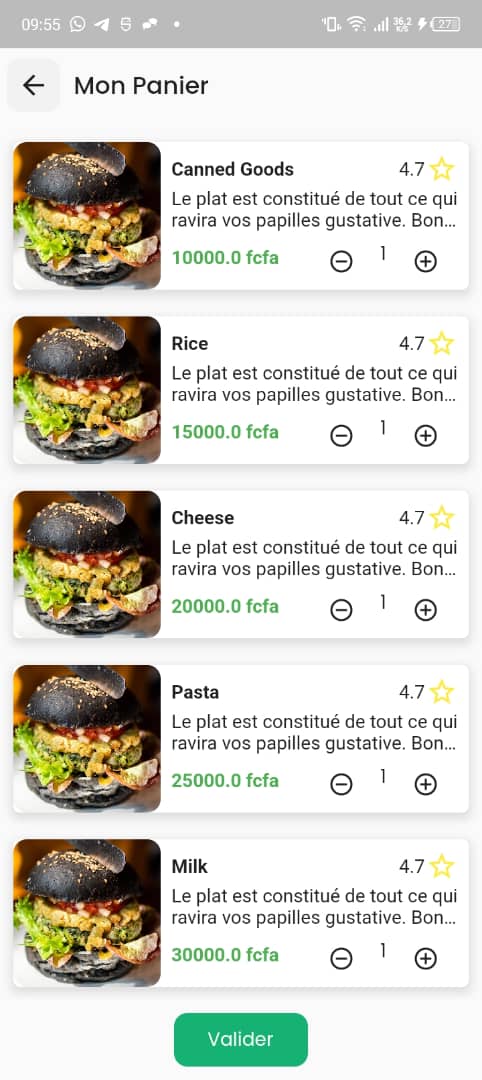 09:55
36,2
K/S
27
Mon Panier
Canned Goods 4.7
Le plat est constitué de tout ce qui
ravira vos papilles gustative. Bon...
10000.0 fcfa 1
Rice 4.7
Le plat est constitué de tout ce qui
ravira vos papilles gustative. Bon...
15000.0 fcfa 1
Cheese 4.7
Le plat est constitué de tout ce qui
ravira vos papilles gustative. Bon...
20000.0 fcfa 1
Pasta 4.7
Le plat est constitué de tout ce qui
ravira vos papilles gustative. Bon...
25000.0 fcfa 1
Milk 4.7
Le plat est constitué de tout ce qui
ravira vos papilles gustative. Bon...
30000.0 fcfa 1
Valider